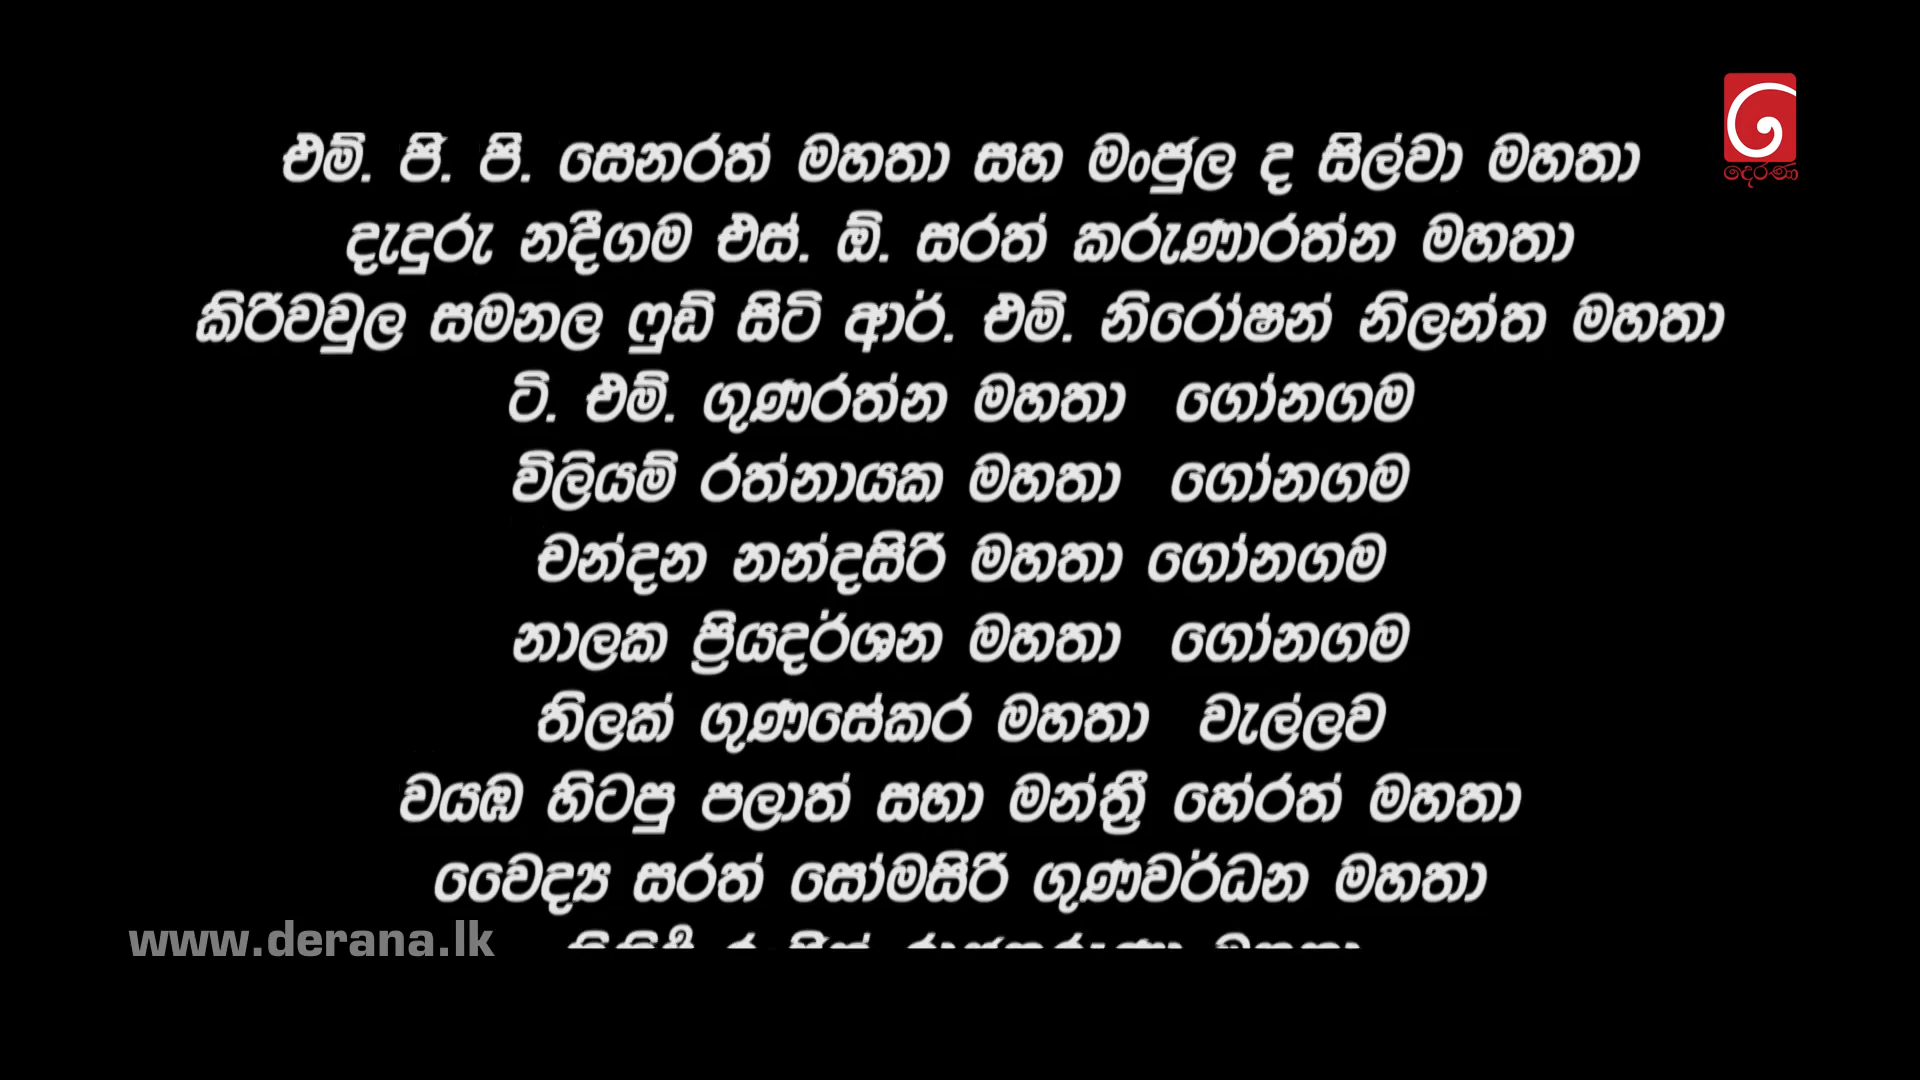 දෙරණ
එම්. ජි. පි. සෙනරත් මහතා සහ මංජුල ද සිල්වා මහතා
දැදුරු නදීගම එස්. ඕ. සරත් කරුණාරත්න මහතා
කිරිවවුල සමනල ෆුඩ් සිටි ආර්. එම්. නිරෝෂන් නිලන්ත මහතා
ටි. එම්. ගුණරත්න මහතා ගෝනගම
විලියම් රත්නායක මහතා ගෝනගම
චන්දන නන්දසිරි මහතා ගෝනගම
නාලක ප්‍රියදර්ශන මහතා ගෝනගම
තිලක් ගුණසේකර මහතා වැල්ලව
වයඹ හිටපු පලාත් සභා මන්ත්‍රී හේරත් මහතා
වෛද්‍ය සරත් සෝමසිරි ගුණවර්ධන මහතා
www.derana.lk